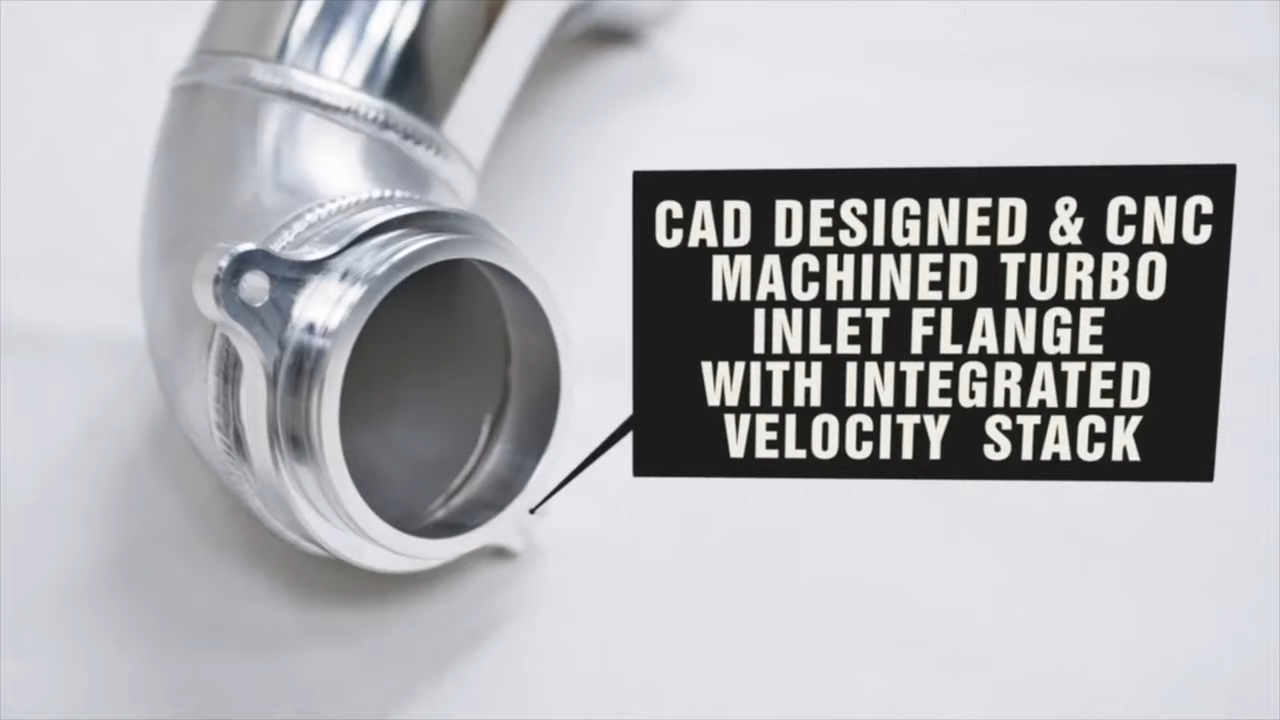 CAD DESIGNED & CNC
MACHINED TURBO
INLET FLANGE
WITH INTEGRATED
VELOCITY STACK